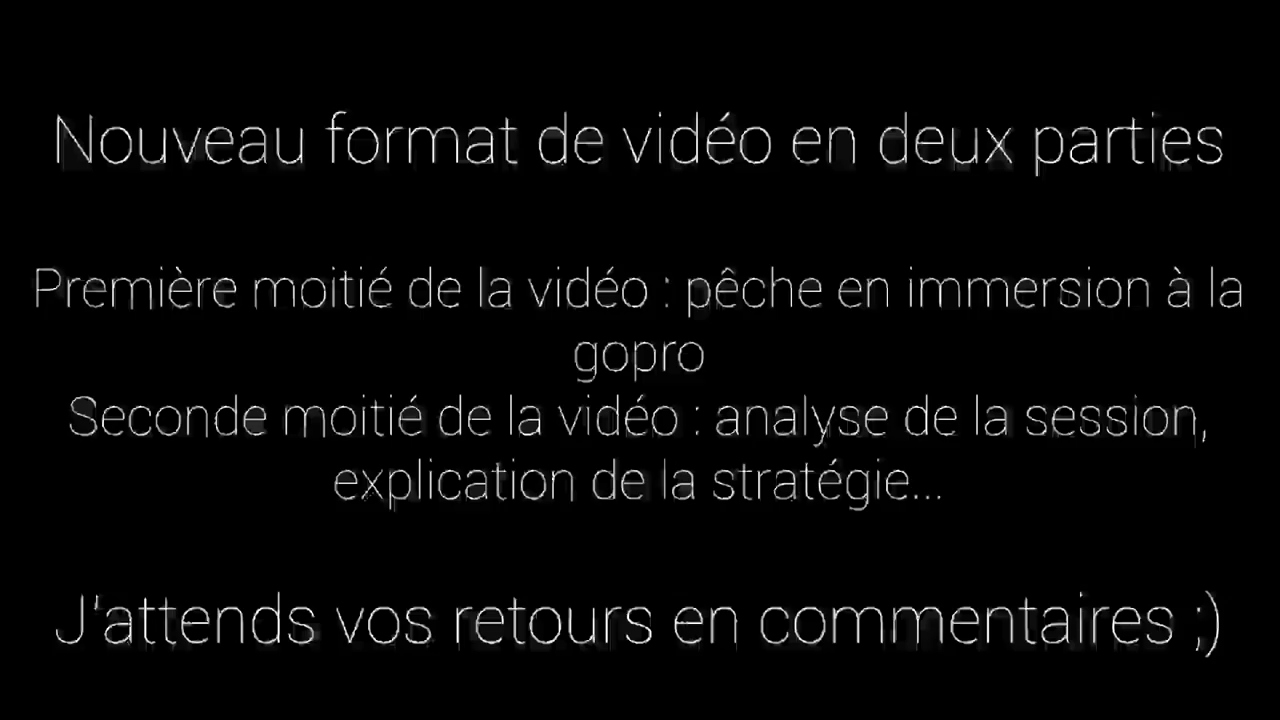 Nouveau format de vidéo en deux parties
Première moitié de la vidéo : pêche en immersion à la
gopro
Seconde moitié de la vidéo : analyse de la session,
explication de la stratégie...
J'attends vos retours en commentaires ;)